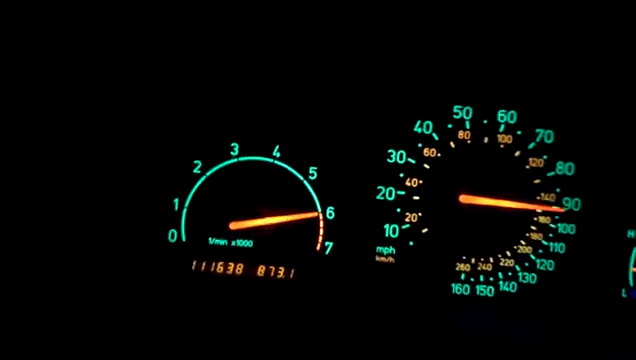 0 1 2 3 4 5 6 7
1/min x1000
111638 873.1
10 20 30 40 50 60 70 80 90 100 110 120 130 140 150 160
20 40 60 80 100 120 140 160 180 200 220 240 260
mph
km/h
H
L